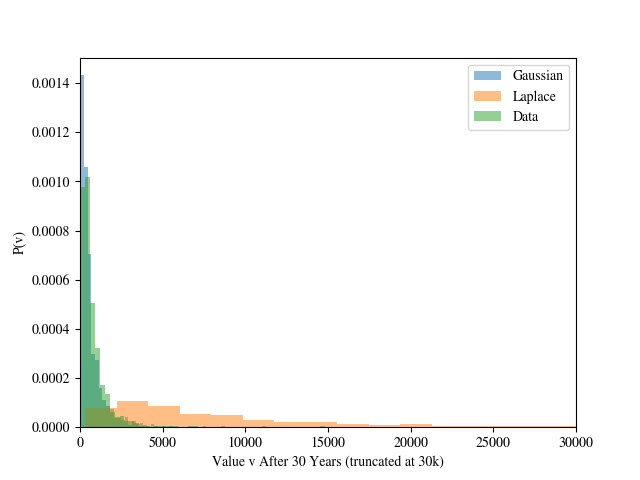 Gaussian
Laplace
Data
P(v)
0.0014
0.0012
0.0010
0.0008
0.0006
0.0004
0.0002
0.0000
0 5000 10000 15000 20000 25000 30000
Value v After 30 Years (truncated at 30k)